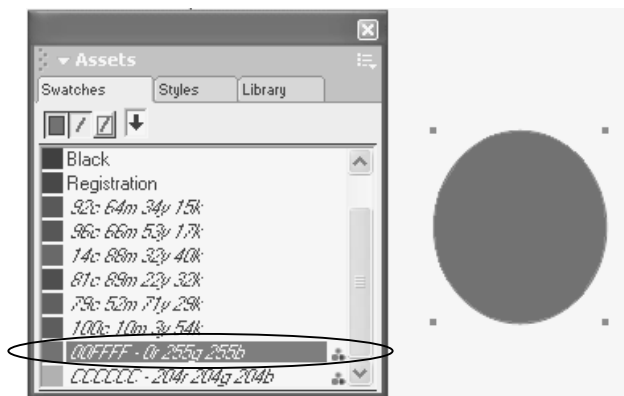 Assets
Swatches Styles Library
Black
Registration
92c 64m 34y 15k
96c 66m 53y 17k
14c 88m 32y 40k
81c 89m 22y 32k
79c 52m 71y 29k
100c 10m 3y 54k
00FFFF - 0r 255g 255b
CCCCCC - 204r 204g 204b